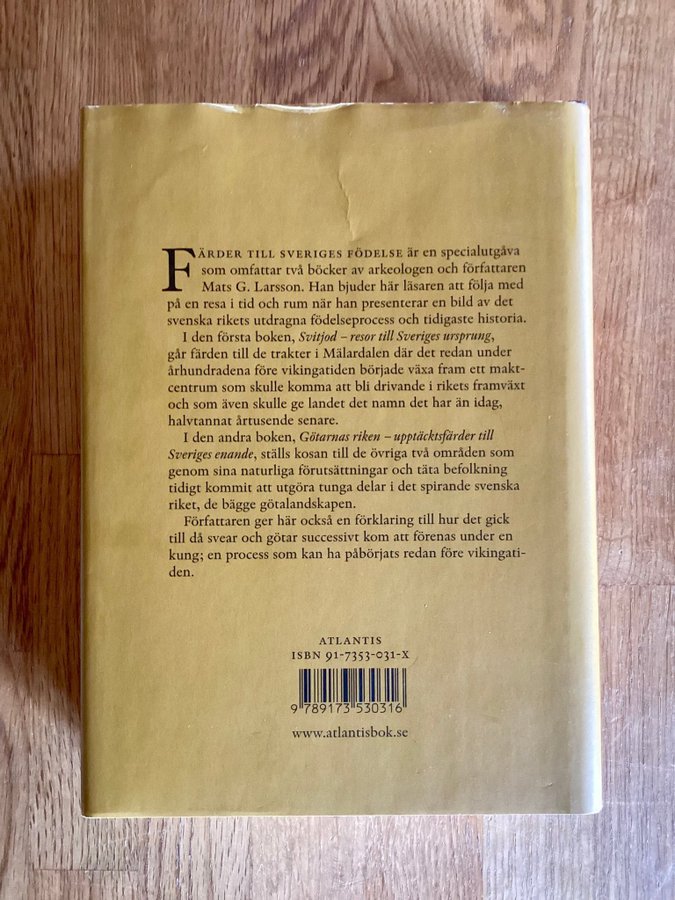 FÄRDER TILL SVERIGES FÖDELSE är en specialutgåva
som omfattar två böcker av arkeologen och författaren
Mats G. Larsson. Han bjuder här läsaren att följa med
på en resa i tid och rum när han presenterar en bild av det
svenska rikets utdragna födelseprocess och tidigaste historia.
I den första boken, Svitjod – resor till Sveriges ursprung,
går färden till de trakter i Mälardalen där det redan under
århundradena före vikingatiden började växa fram ett makt-
centrum som skulle komma att bli drivande i rikets framväxt
och som även skulle ge landet det namn det har än idag,
halvtannat årtusende senare.
I den andra boken, Götarnas riken – upptäcktsfärder till
Sveriges enande, ställs kosan till de övriga två områden som
genom sina naturliga förutsättningar och täta befolkning
tidigt kommit att utgöra tunga delar i det spirande svenska
riket, de bägge götalandskapen.
Författaren ger här också en förklaring till hur det gick
till då svear och götar successivt kom att förenas under en
kung; en process som kan ha påbörjats redan före vikingati-
den.
ATLANTIS
ISBN 91-7353-031-X
9 789173 530316
www.atlantisbok.se